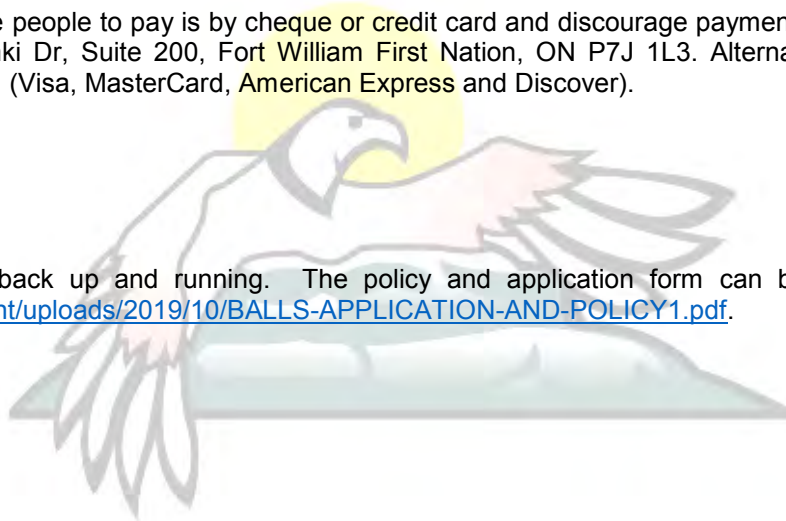 e people to pay is by cheque or credit card and discourage payment
ki Dr, Suite 200, Fort William First Nation, ON P7J 1L3. Alterna
(Visa, MasterCard, American Express and Discover).
back up and running. The policy and application form can b
nt/uploads/2019/10/BALLS-APPLICATION-AND-POLICY1.pdf.